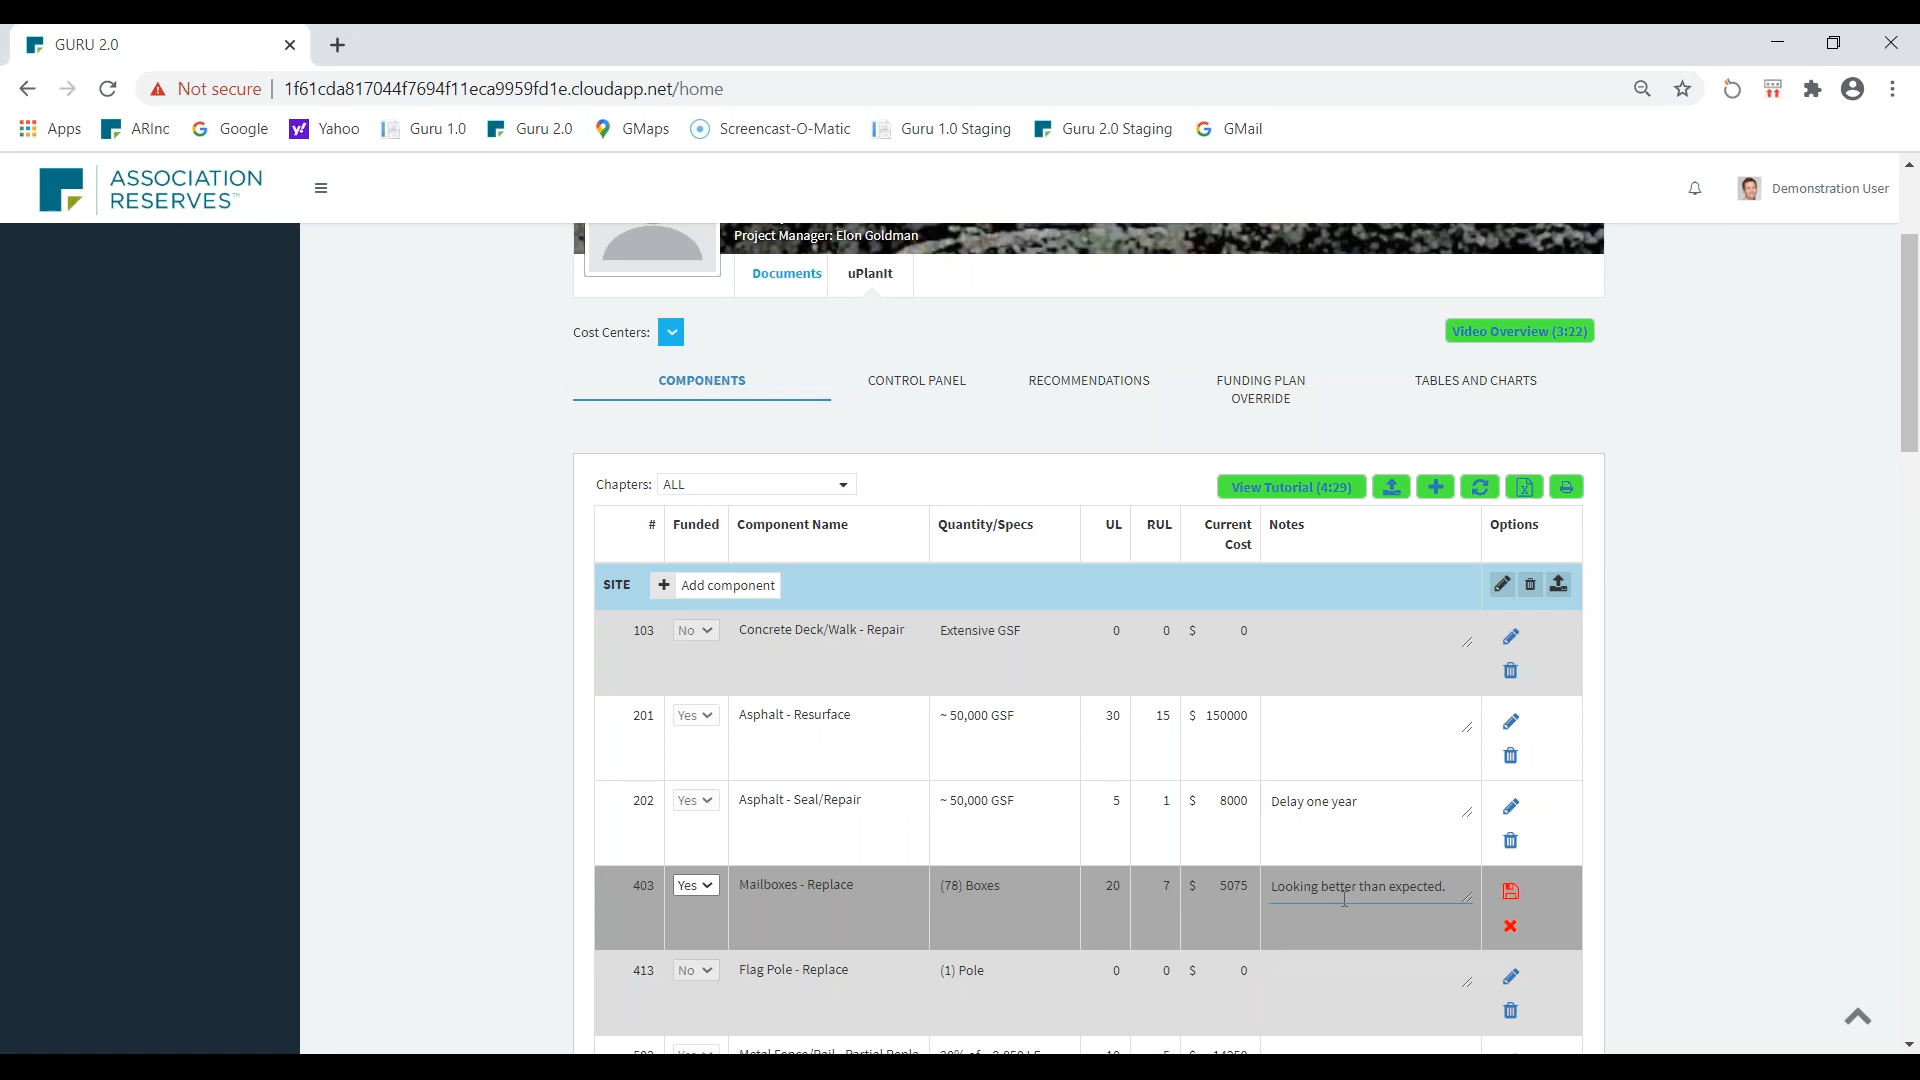 GURU 2.0
Not secure | 1f61cda817044f7694f11eca9959fd1e.cloudapp.net/home
Apps ARInc Google Yahoo Guru 1.0 Guru 2.0 GMaps Screencast-O-Matic Guru 1.0 Staging Guru 2.0 Staging GMail
ASSOCIATION
RESERVES™
Demonstration User
Project Manager: Elon Goldman
Documents uPlanIt
Cost Centers: Video Overview (3:22)
COMPONENTS CONTROL PANEL RECOMMENDATIONS FUNDING PLAN TABLES AND CHARTS
OVERRIDE
Chapters: ALL View Tutorial (4:29)
# Funded Component Name Quantity/Specs UL RUL Current Notes Options
Cost
SITE + Add component
103 No Concrete Deck/Walk - Repair Extensive GSF 0 0 $ 0
201 Yes Asphalt - Resurface ~ 50,000 GSF 30 15 $ 150000
202 Yes Asphalt - Seal/Repair ~ 50,000 GSF 5 1 $ 8000 Delay one year
403 Yes Mailboxes - Replace (78) Boxes 20 7 $ 5075 Looking better than expected.
413 No Flag Pole - Replace (1) Pole 0 0 $ 0